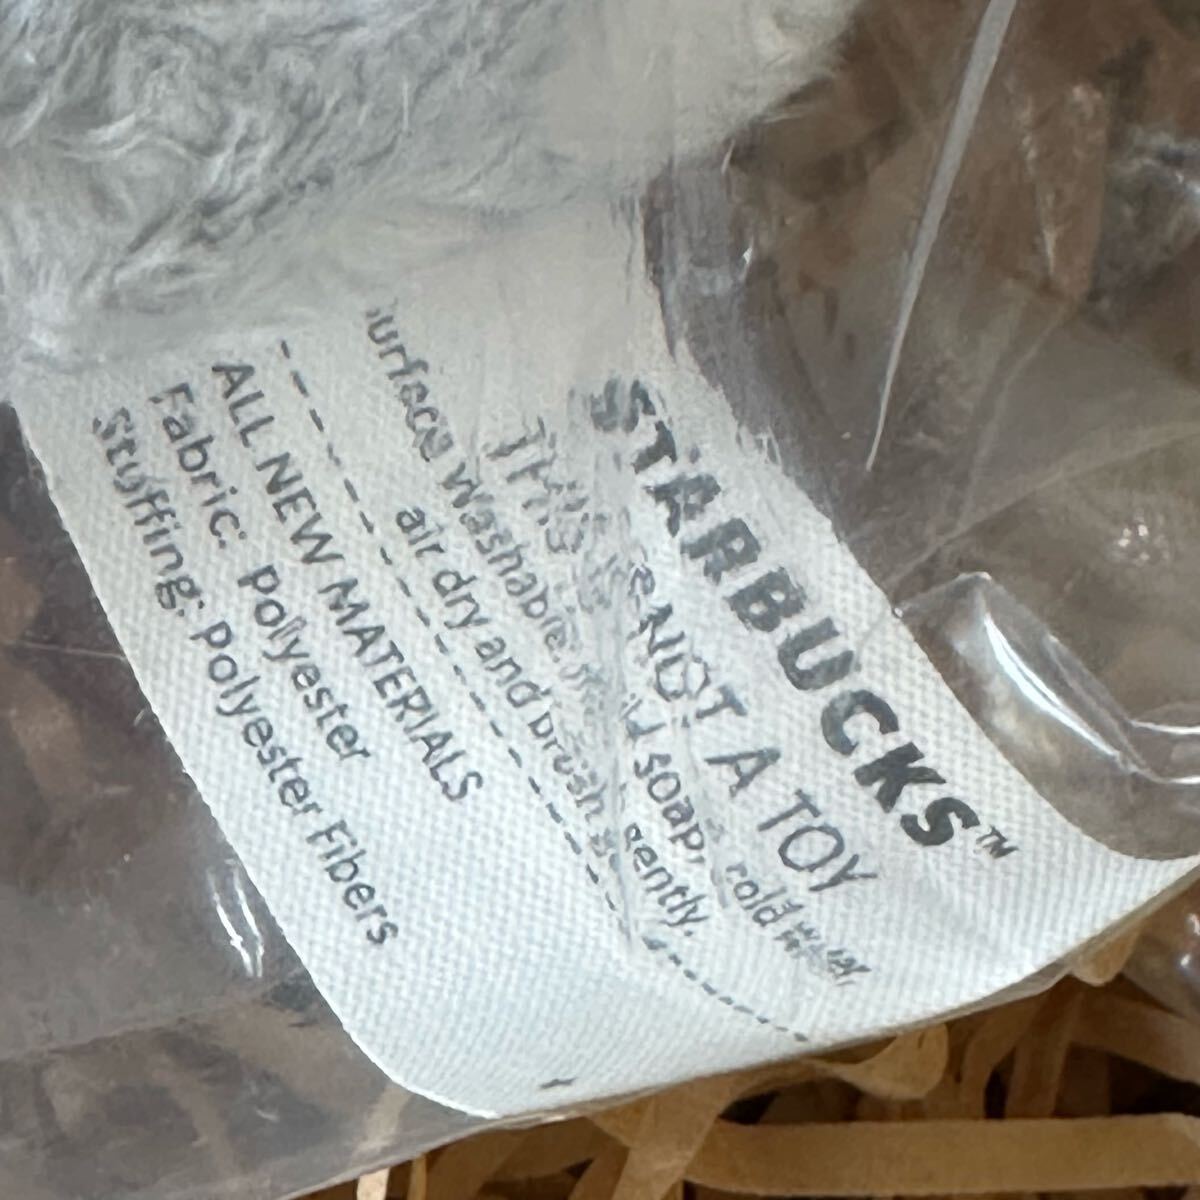 STARBUCKS™
THIS IS NOT A TOY
Surface Washable: mild soap, cold water,
air dry and brush gently.
ALL NEW MATERIALS
Fabric: Polyester
Stuffing: Polyester Fibers